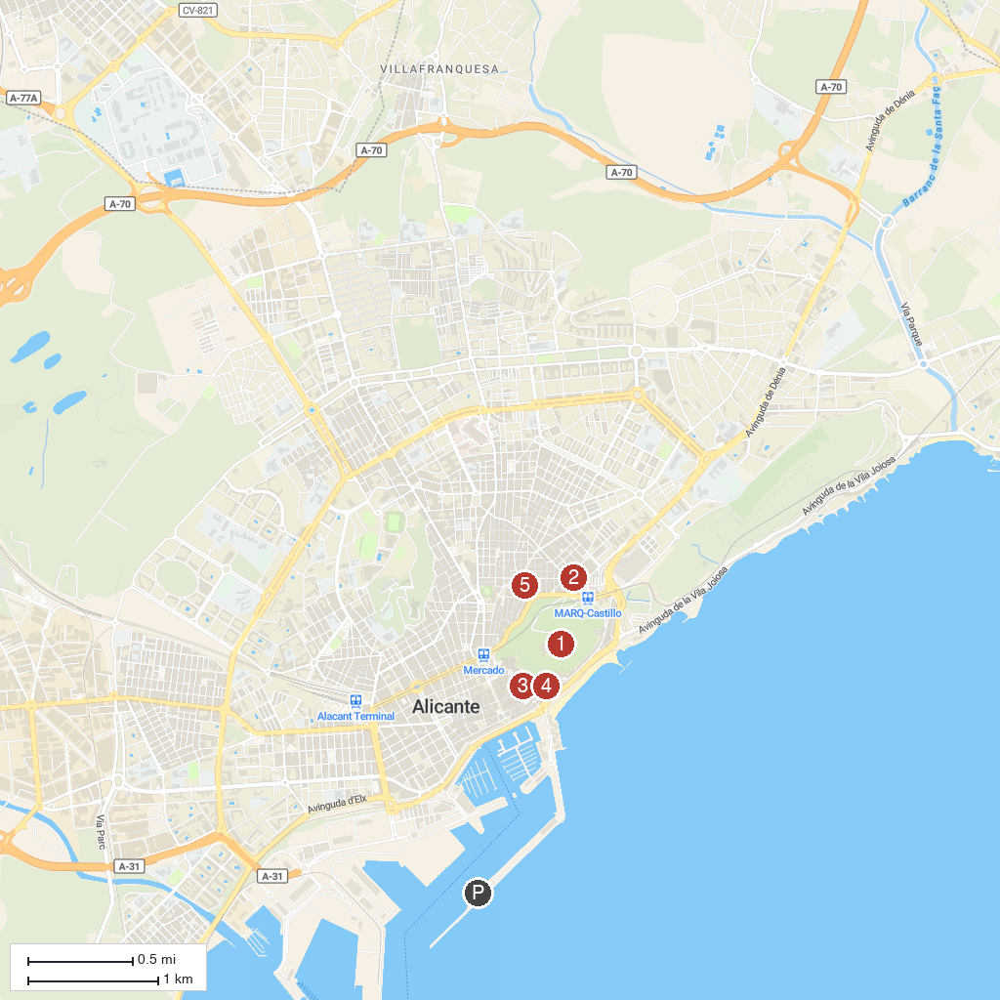 CV-821
VILLAFRANQUESA
A-77A
A-70
A-70
A-70
A-70
Avinguda de Dénia
Barranc de la Santa Faç
Vía Parque
Avinguda de Dénia
Avinguda de la Vila Joiosa
Avinguda de la Vila Joiosa
5
2
MARQ-Castillo
1
Mercado
3
4
Alicante
Alacant Terminal
Avinguda d'Elx
Via Parc
A-31
A-31
P
0.5 mi
1 km